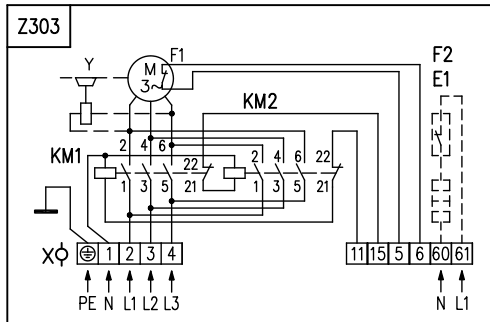 Z303
Y M 3~ F1 F2
E1
KM2
2 4 6 2 4 6 22
KM1 22
1 3 5 21 1 3 5 21
X 1 2 3 4 11 15 5 6 60 61
PE N L1 L2 L3 N L1